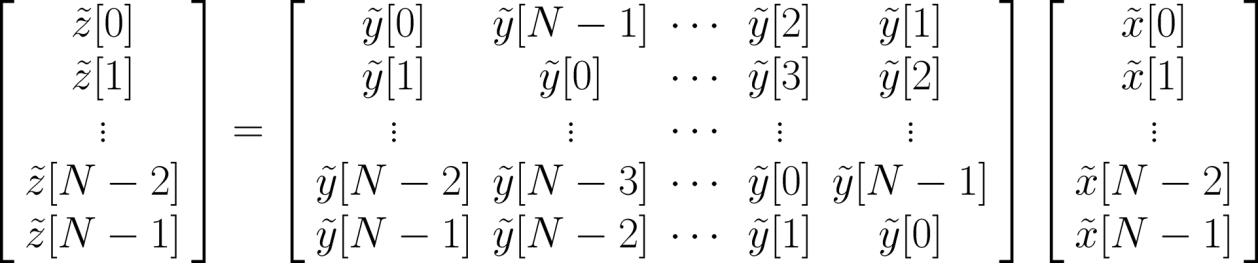 [ z̃[0] ] = [ ỹ[0] ỹ[N − 1] ⋯ ỹ[2] ỹ[1] ] [ x̃[0] ]
[ z̃[1] ] [ ỹ[1] ỹ[0] ⋯ ỹ[3] ỹ[2] ] [ x̃[1] ]
[ ⋮ ] [ ⋮ ⋮ ⋯ ⋮ ⋮ ] [ ⋮ ]
[ z̃[N − 2] ] [ ỹ[N − 2] ỹ[N − 3] ⋯ ỹ[0] ỹ[N − 1] ] [ x̃[N − 2] ]
[ z̃[N − 1] ] [ ỹ[N − 1] ỹ[N − 2] ⋯ ỹ[1] ỹ[0] ] [ x̃[N − 1] ]